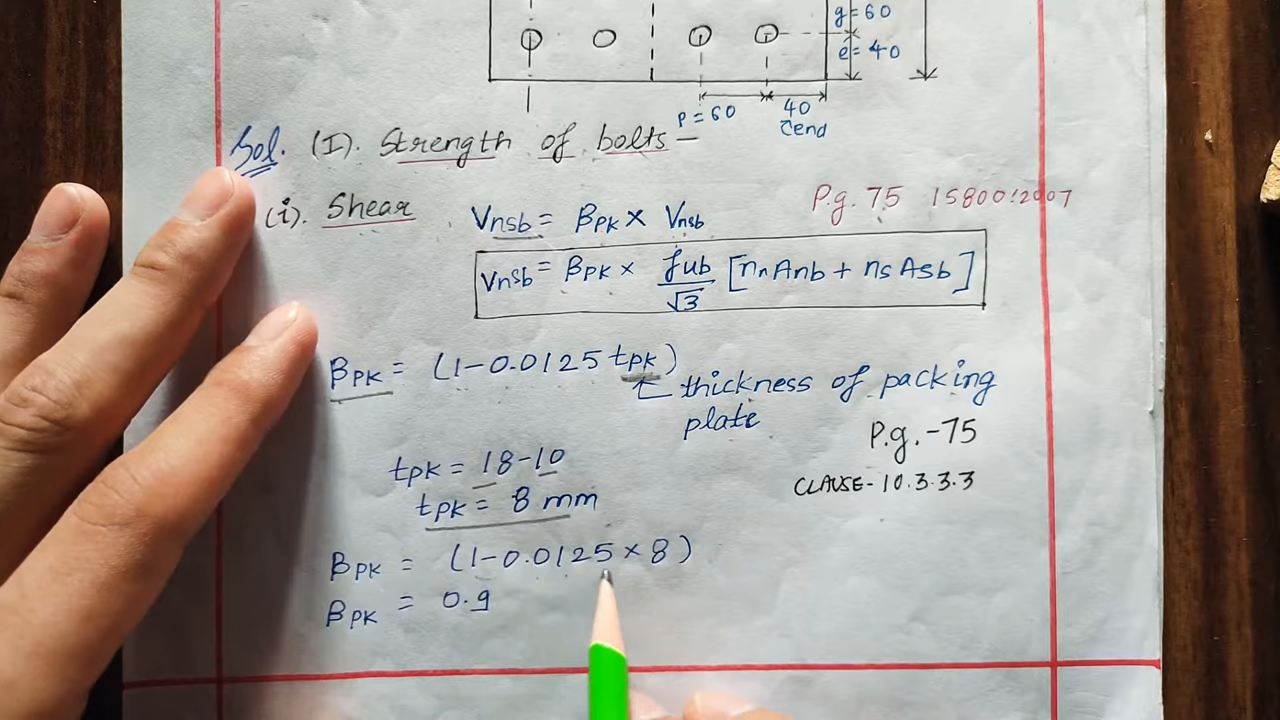 g=60
e=40
P=60
40
end
Sol. (I). Strength of bolts -
(i). Shear Vnsb = βPK × Vnsb P.g. 75 IS800:2007
Vnsb = βPK × fub/√3 [nnAnb + nsAsb]
βPK = (1-0.0125 tpk)
thickness of packing
plate
P.g.-75
CLAUSE-10.3.3.3
tPK = 18-10
tPK = 8 mm
βPK = (1-0.0125 × 8)
βPK = 0.9